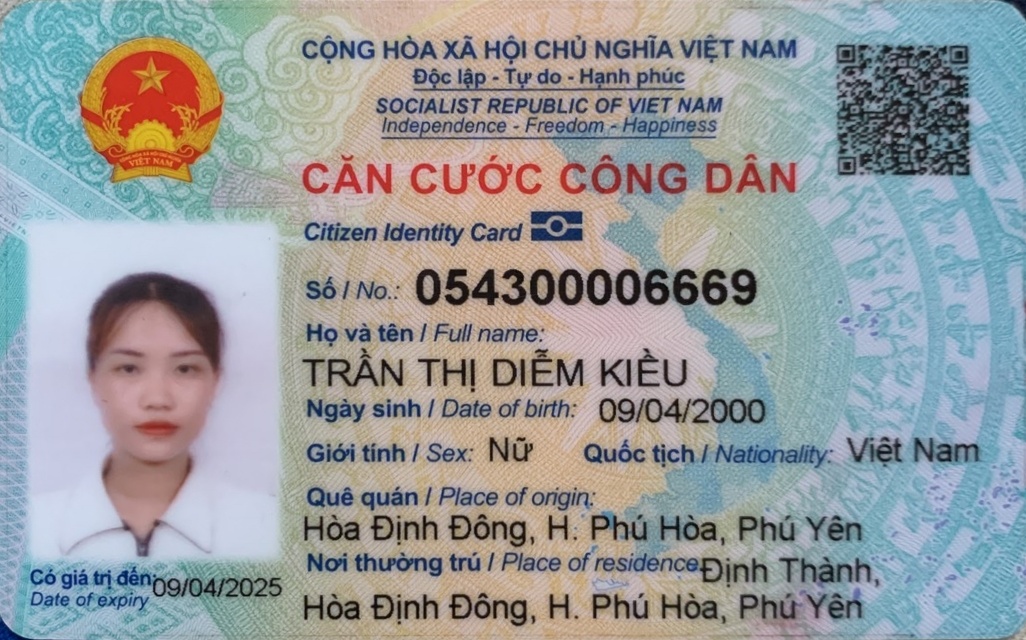 CỘNG HÒA XÃ HỘI CHỦ NGHĨA VIỆT NAM
Độc lập - Tự do - Hạnh phúc
SOCIALIST REPUBLIC OF VIET NAM
Independence - Freedom - Happiness
CĂN CƯỚC CÔNG DÂN
Citizen Identity Card
Số / No.: 054300006669
Họ và tên / Full name:
TRẦN THỊ DIỄM KIỀU
Ngày sinh / Date of birth: 09/04/2000
Giới tính / Sex: Nữ Quốc tịch / Nationality: Việt Nam
Quê quán / Place of origin:
Hòa Định Đông, H. Phú Hòa, Phú Yên
Nơi thường trú / Place of residence: Định Thành,
Hòa Định Đông, H. Phú Hòa, Phú Yên
Có giá trị đến: 09/04/2025
Date of expiry
VIỆT NAM